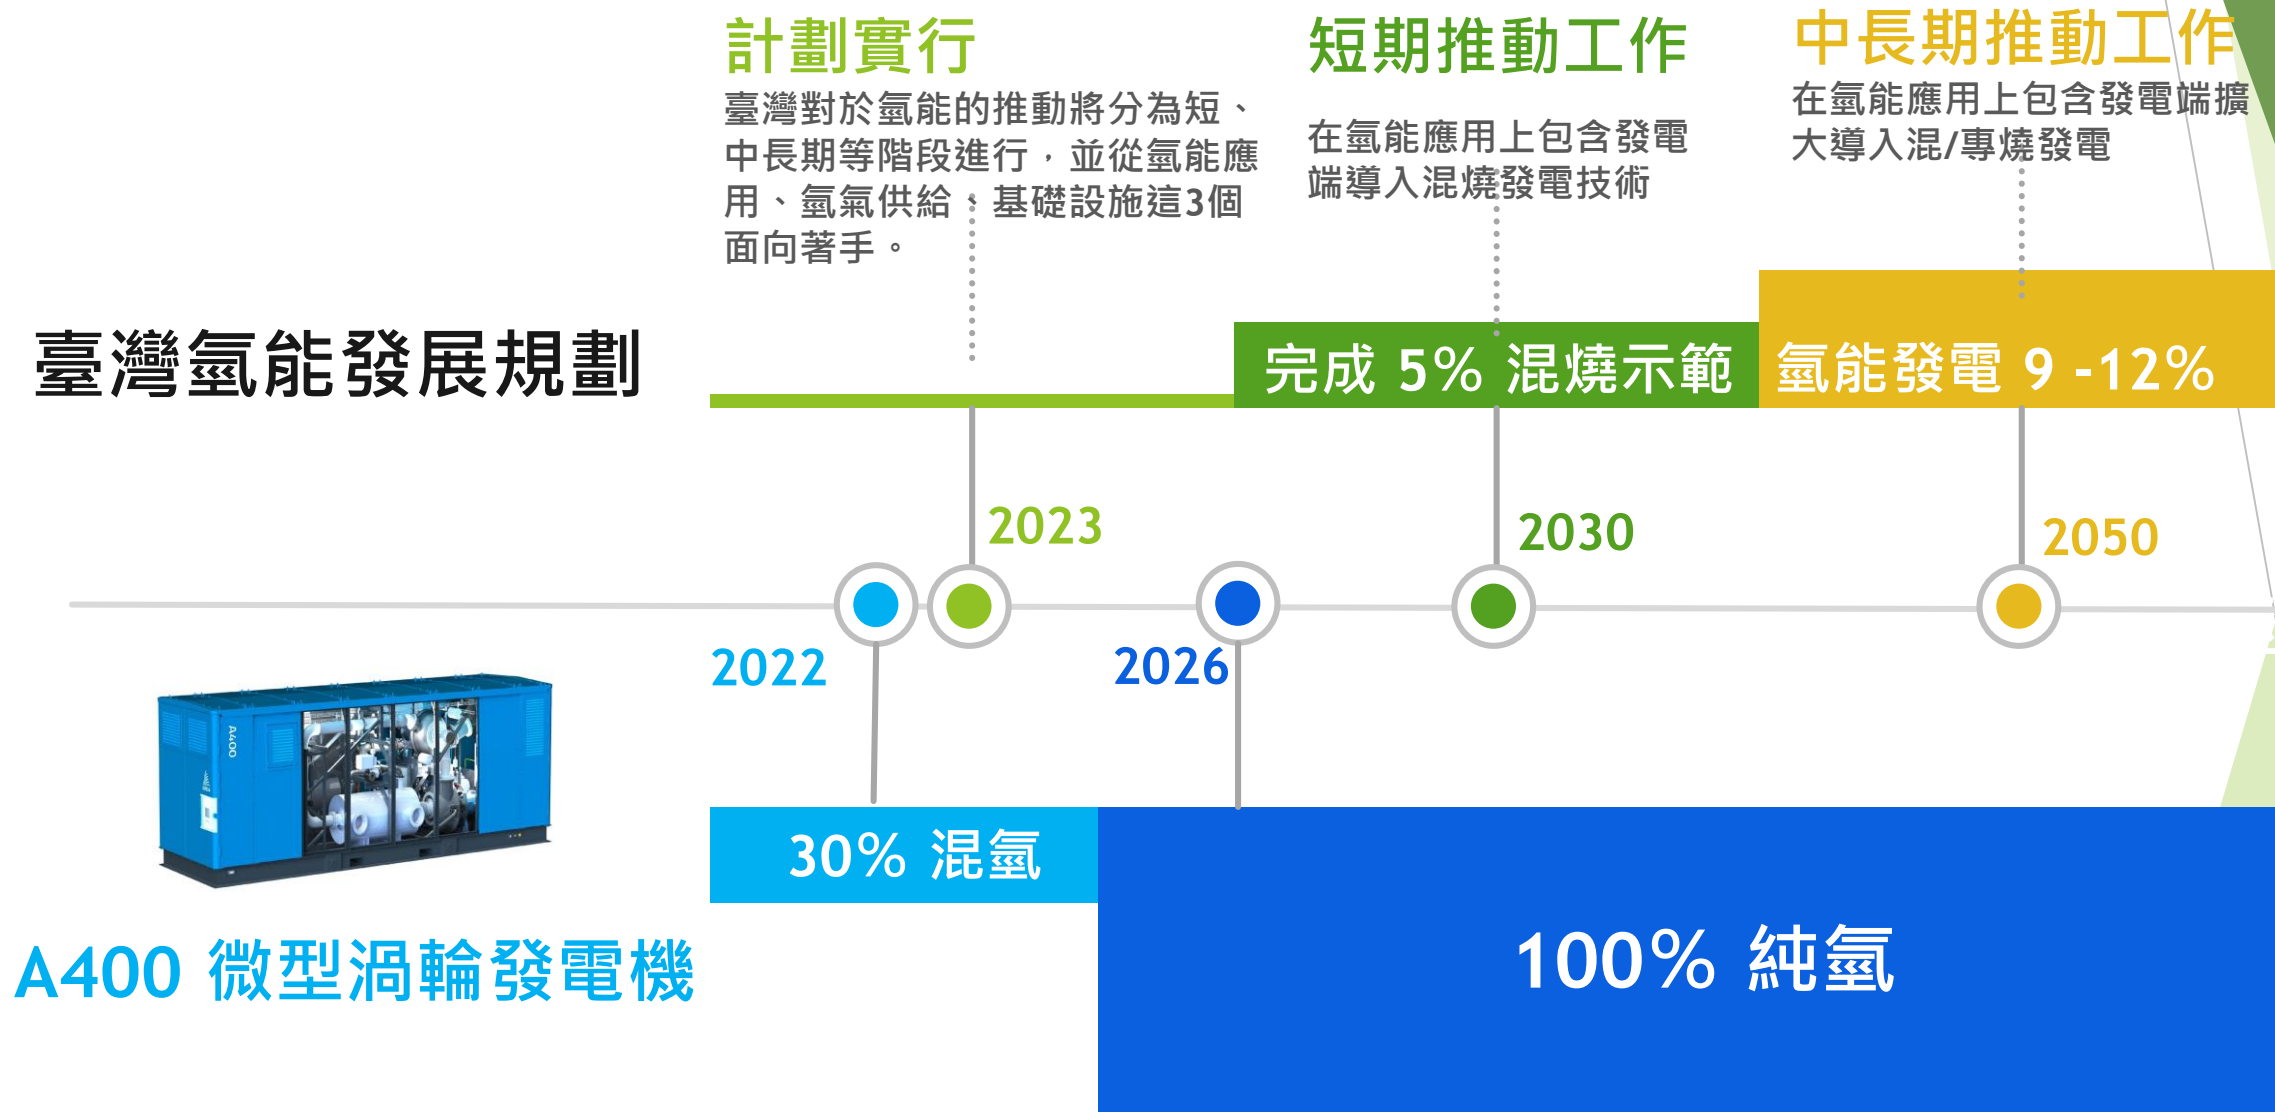 計劃實行
臺灣對於氫能的推動將分為短、
中長期等階段進行，並從氫能應
用、氫氣供給、基礎設施這3個
面向著手。
短期推動工作
在氫能應用上包含發電
端導入混燒發電技術
中長期推動工作
在氫能應用上包含發電端擴
大導入混/專燒發電
臺灣氫能發展規劃
完成 5% 混燒示範
氫能發電 9 -12%
2023
2030
2050
2022
2026
A400
30% 混氫
100% 純氫
A400 微型渦輪發電機